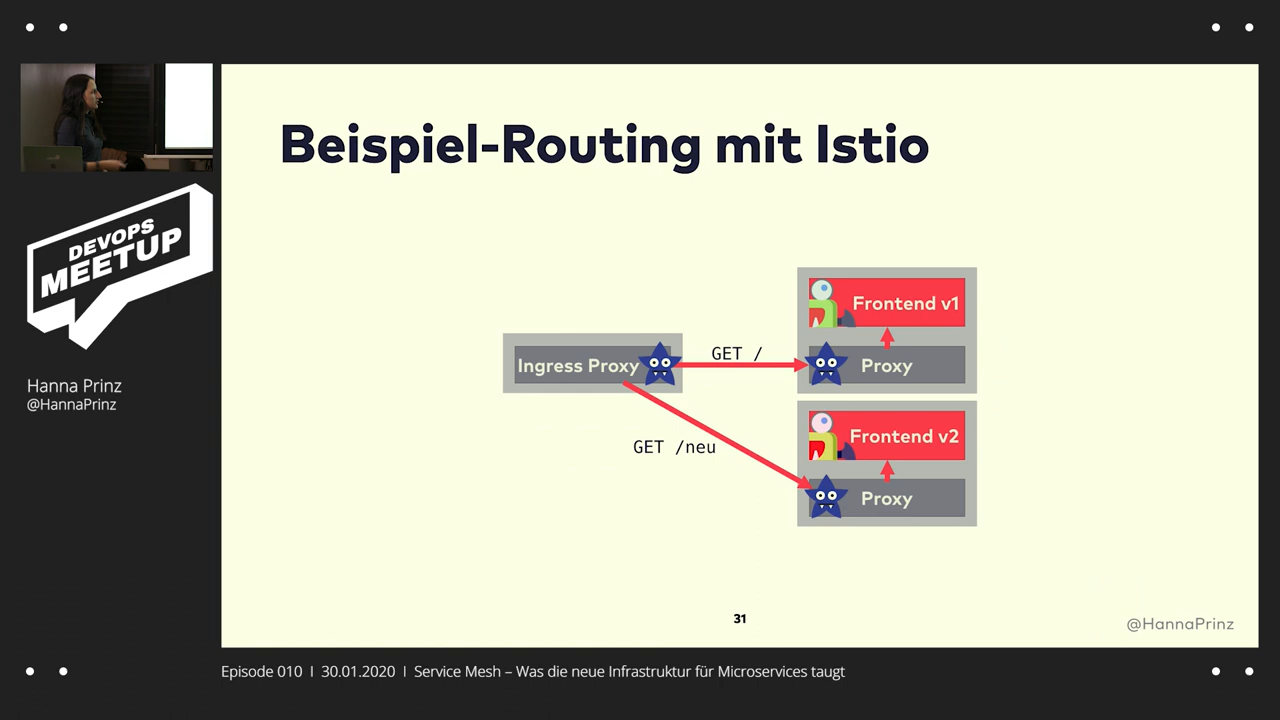 DEVOPS
MEETUP
Hanna Prinz
@HannaPrinz
Beispiel-Routing mit Istio
Ingress Proxy
GET /
GET /neu
Frontend v1
Proxy
Frontend v2
Proxy
31
@HannaPrinz
Episode 010 I 30.01.2020 I Service Mesh – Was die neue Infrastruktur für Microservices taugt